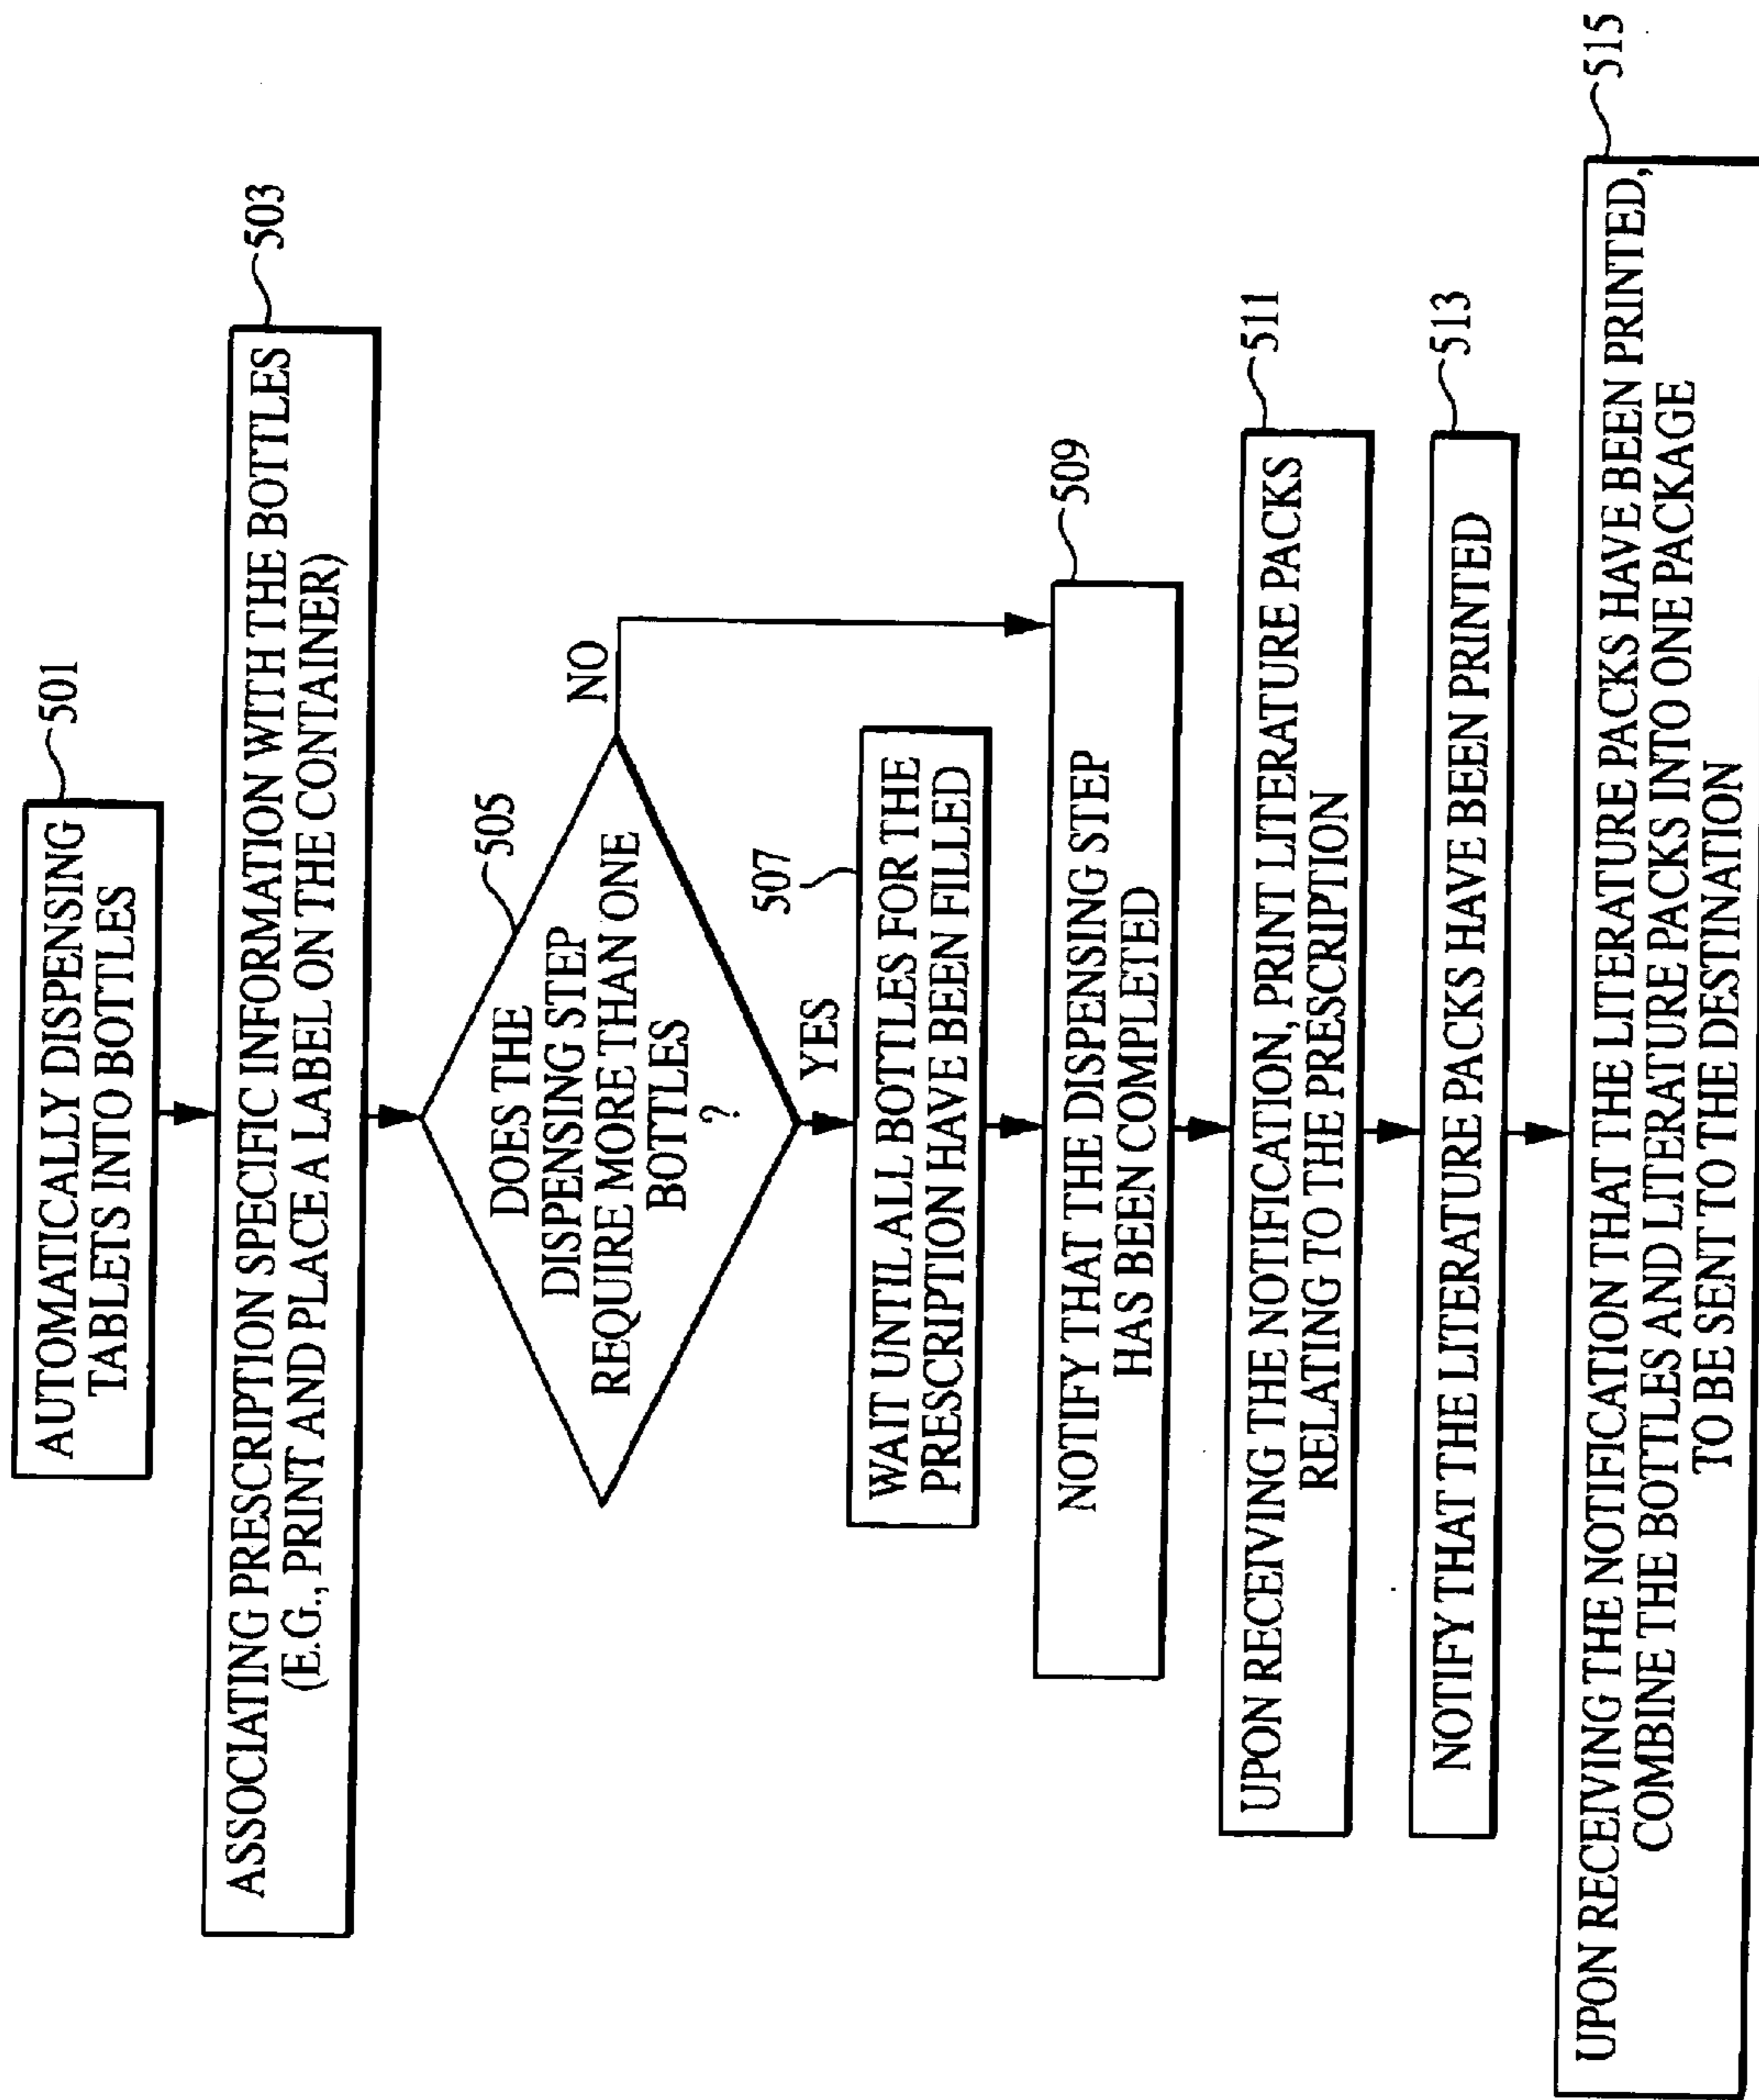 AUTOMATICALLY DISPENSING
TABLETS INTO BOTTLES
501
ASSOCIATING PRESCRIPTION SPECIFIC INFORMATION WITH THE BOTTLES
(E.G., PRINT AND PLACE A LABEL ON THE CONTAINER)
503
DOES THE
DISPENSING STEP
REQUIRE MORE THAN ONE
BOTTLES
?
505
NO
YES
507
WAIT UNTIL ALL BOTTLES FOR THE
PRESCRIPTION HAVE BEEN FILLED
NOTIFY THAT THE DISPENSING STEP
HAS BEEN COMPLETED
509
UPON RECEIVING THE NOTIFICATION, PRINT LITERATURE PACKS
RELATING TO THE PRESCRIPTION
511
NOTIFY THAT THE LITERATURE PACKS HAVE BEEN PRINTED
513
UPON RECEIVING THE NOTIFICATION THAT THE LITERATURE PACKS HAVE BEEN PRINTED,
COMBINE THE BOTTLES AND LITERATURE PACKS INTO ONE PACKAGE
TO BE SENT TO THE DESTINATION
515